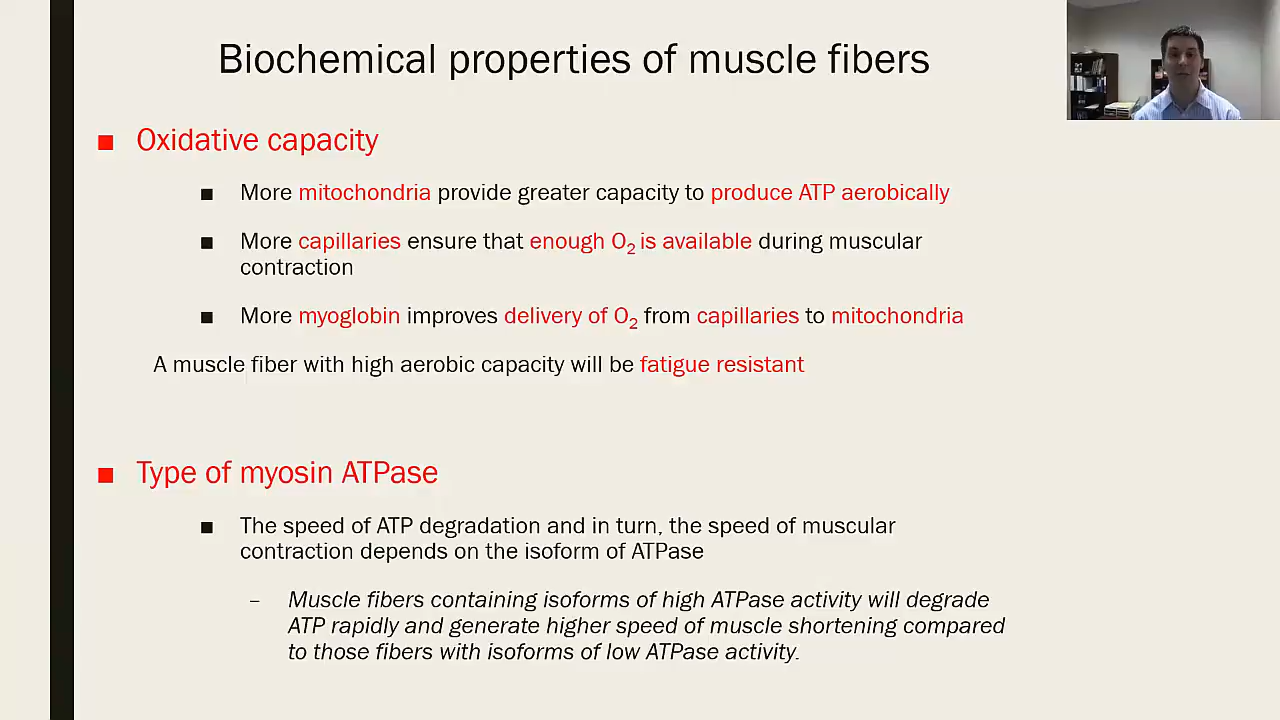 Biochemical properties of muscle fibers
■ Oxidative capacity
■ More mitochondria provide greater capacity to produce ATP aerobically
■ More capillaries ensure that enough O₂ is available during muscular
contraction
■ More myoglobin improves delivery of O₂ from capillaries to mitochondria
A muscle fiber with high aerobic capacity will be fatigue resistant
■ Type of myosin ATPase
■ The speed of ATP degradation and in turn, the speed of muscular
contraction depends on the isoform of ATPase
– Muscle fibers containing isoforms of high ATPase activity will degrade
ATP rapidly and generate higher speed of muscle shortening compared
to those fibers with isoforms of low ATPase activity.